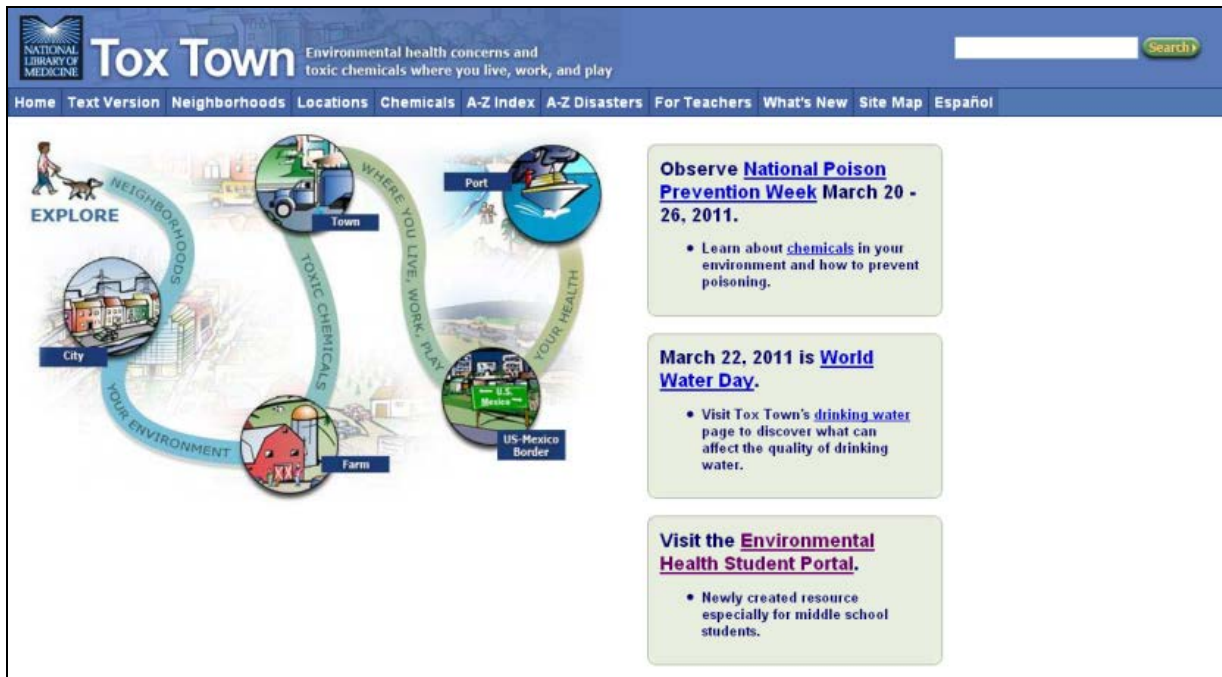 NATIONAL
LIBRARY OF
MEDICINE
Tox Town
Environmental health concerns and
toxic chemicals where you live, work, and play
Search
Home Text Version Neighborhoods Locations Chemicals A-Z Index A-Z Disasters For Teachers What's New Site Map Español
EXPLORE
NEIGHBORHOODS
City
YOUR ENVIRONMENT
Farm
TOXIC CHEMICALS
Town
WHERE YOU LIVE, WORK, PLAY
U.S.
Mexico
US-Mexico
Border
YOUR HEALTH
Port
Observe National Poison
Prevention Week March 20 -
26, 2011.
• Learn about chemicals in your
environment and how to prevent
poisoning.
March 22, 2011 is World
Water Day.
• Visit Tox Town's drinking water
page to discover what can
affect the quality of drinking
water.
Visit the Environmental
Health Student Portal.
• Newly created resource
especially for middle school
students.